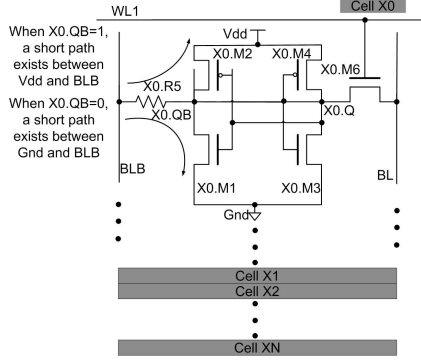 WL1
Cell X0
When X0.QB=1,
a short path
exists between
Vdd and BLB
Vdd
X0.M2
X0.M4
X0.M6
X0.R5
When X0.QB=0,
a short path
exists between
Gnd and BLB
X0.QB
X0.Q
BLB
BL
X0.M1
X0.M3
Gnd
Cell X1
Cell X2
Cell XN